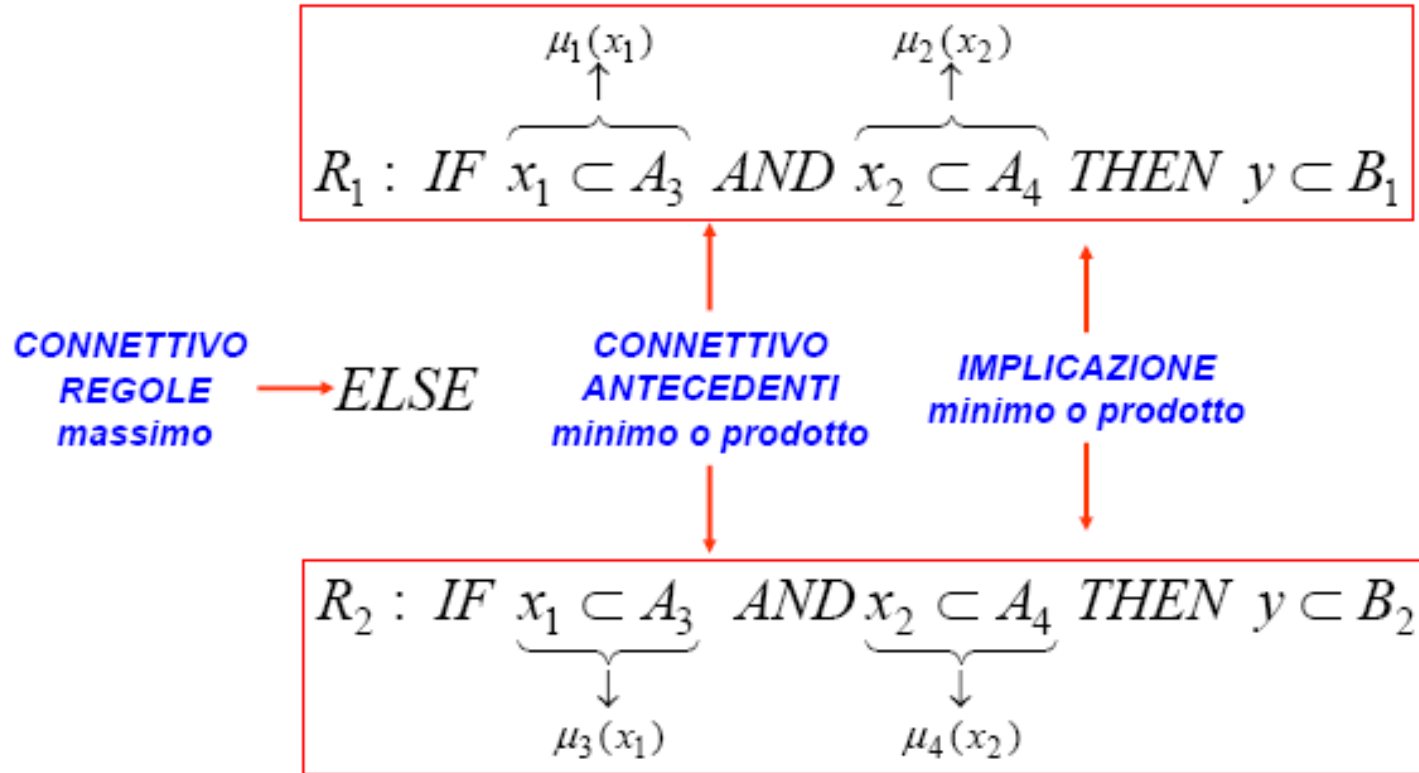 μ₁(x₁) μ₂(x₂)
↑ ↑
R₁ : IF x₁ ⊂ A₃ AND x₂ ⊂ A₄ THEN y ⊂ B₁
CONNETTIVO
REGOLE
massimo
ELSE
CONNETTIVO
ANTECEDENTI
minimo o prodotto
IMPLICAZIONE
minimo o prodotto
R₂ : IF x₁ ⊂ A₃ AND x₂ ⊂ A₄ THEN y ⊂ B₂
↓ ↓
μ₃(x₁) μ₄(x₂)